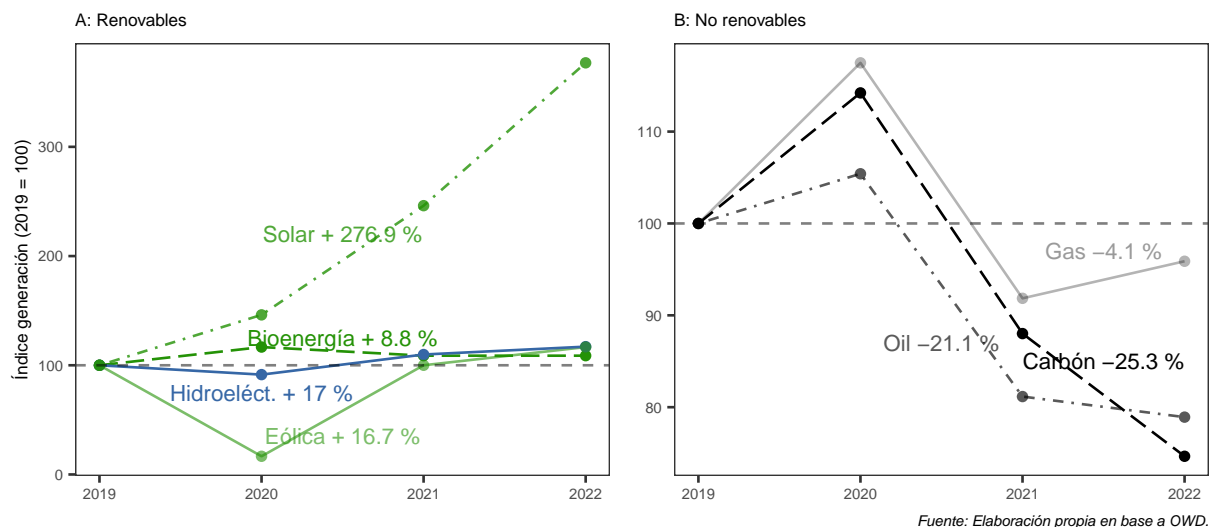 A: Renovables
Índice generación (2019 = 100)
300
200
100
0
Solar + 276.9 %
Bioenergía + 8.8 %
Hidroeléct. + 17 %
Eólica + 16.7 %
2019 2020 2021 2022
B: No renovables
110
100
90
80
Gas −4.1 %
Oil −21.1 %
Carbón −25.3 %
2019 2020 2021 2022
Fuente: Elaboración propia en base a OWD.